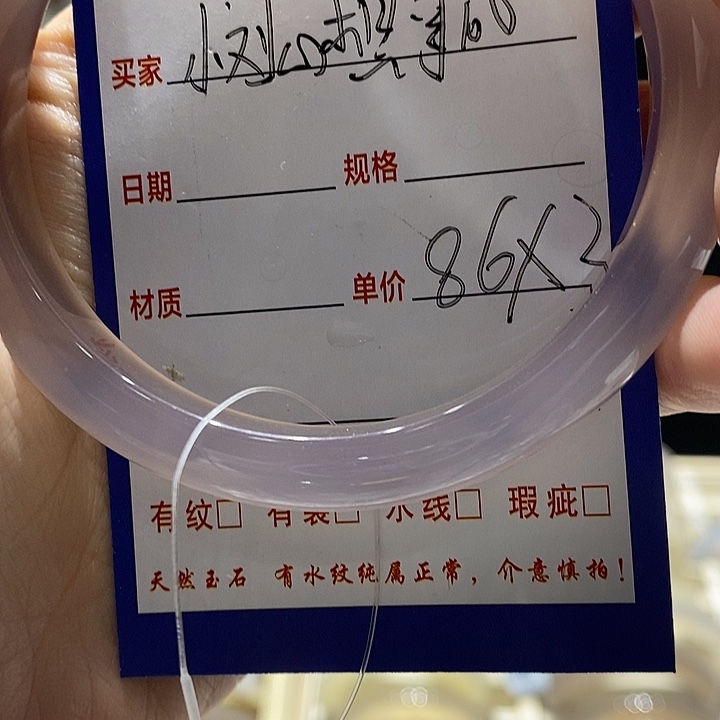 买家
日期 规格
材质 单价 86X2
有纹□ 有裂□ 水线□ 瑕疵□
天然玉石 有水纹纯属正常，介意慎拍！